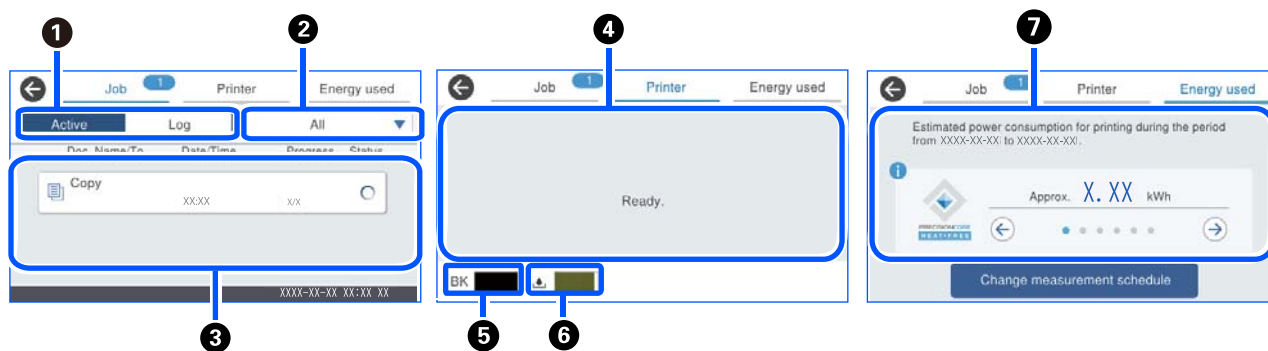 1
2
4
7
Job 1 Printer Energy used
Active Log All
Doc. Name/To Date/Time Progress Status
Copy
XX:XX X/X
XXXX-XX-XX XX:XX XX
3
Job 1 Printer Energy used
Ready.
BK
5
6
Job 1 Printer Energy used
Estimated power consumption for printing during the period
from XXXX-XX-XX to XXXX-XX-XX.
Approx. X.XX kWh
PRECISIONCORE
HEAT-FREE
Change measurement schedule